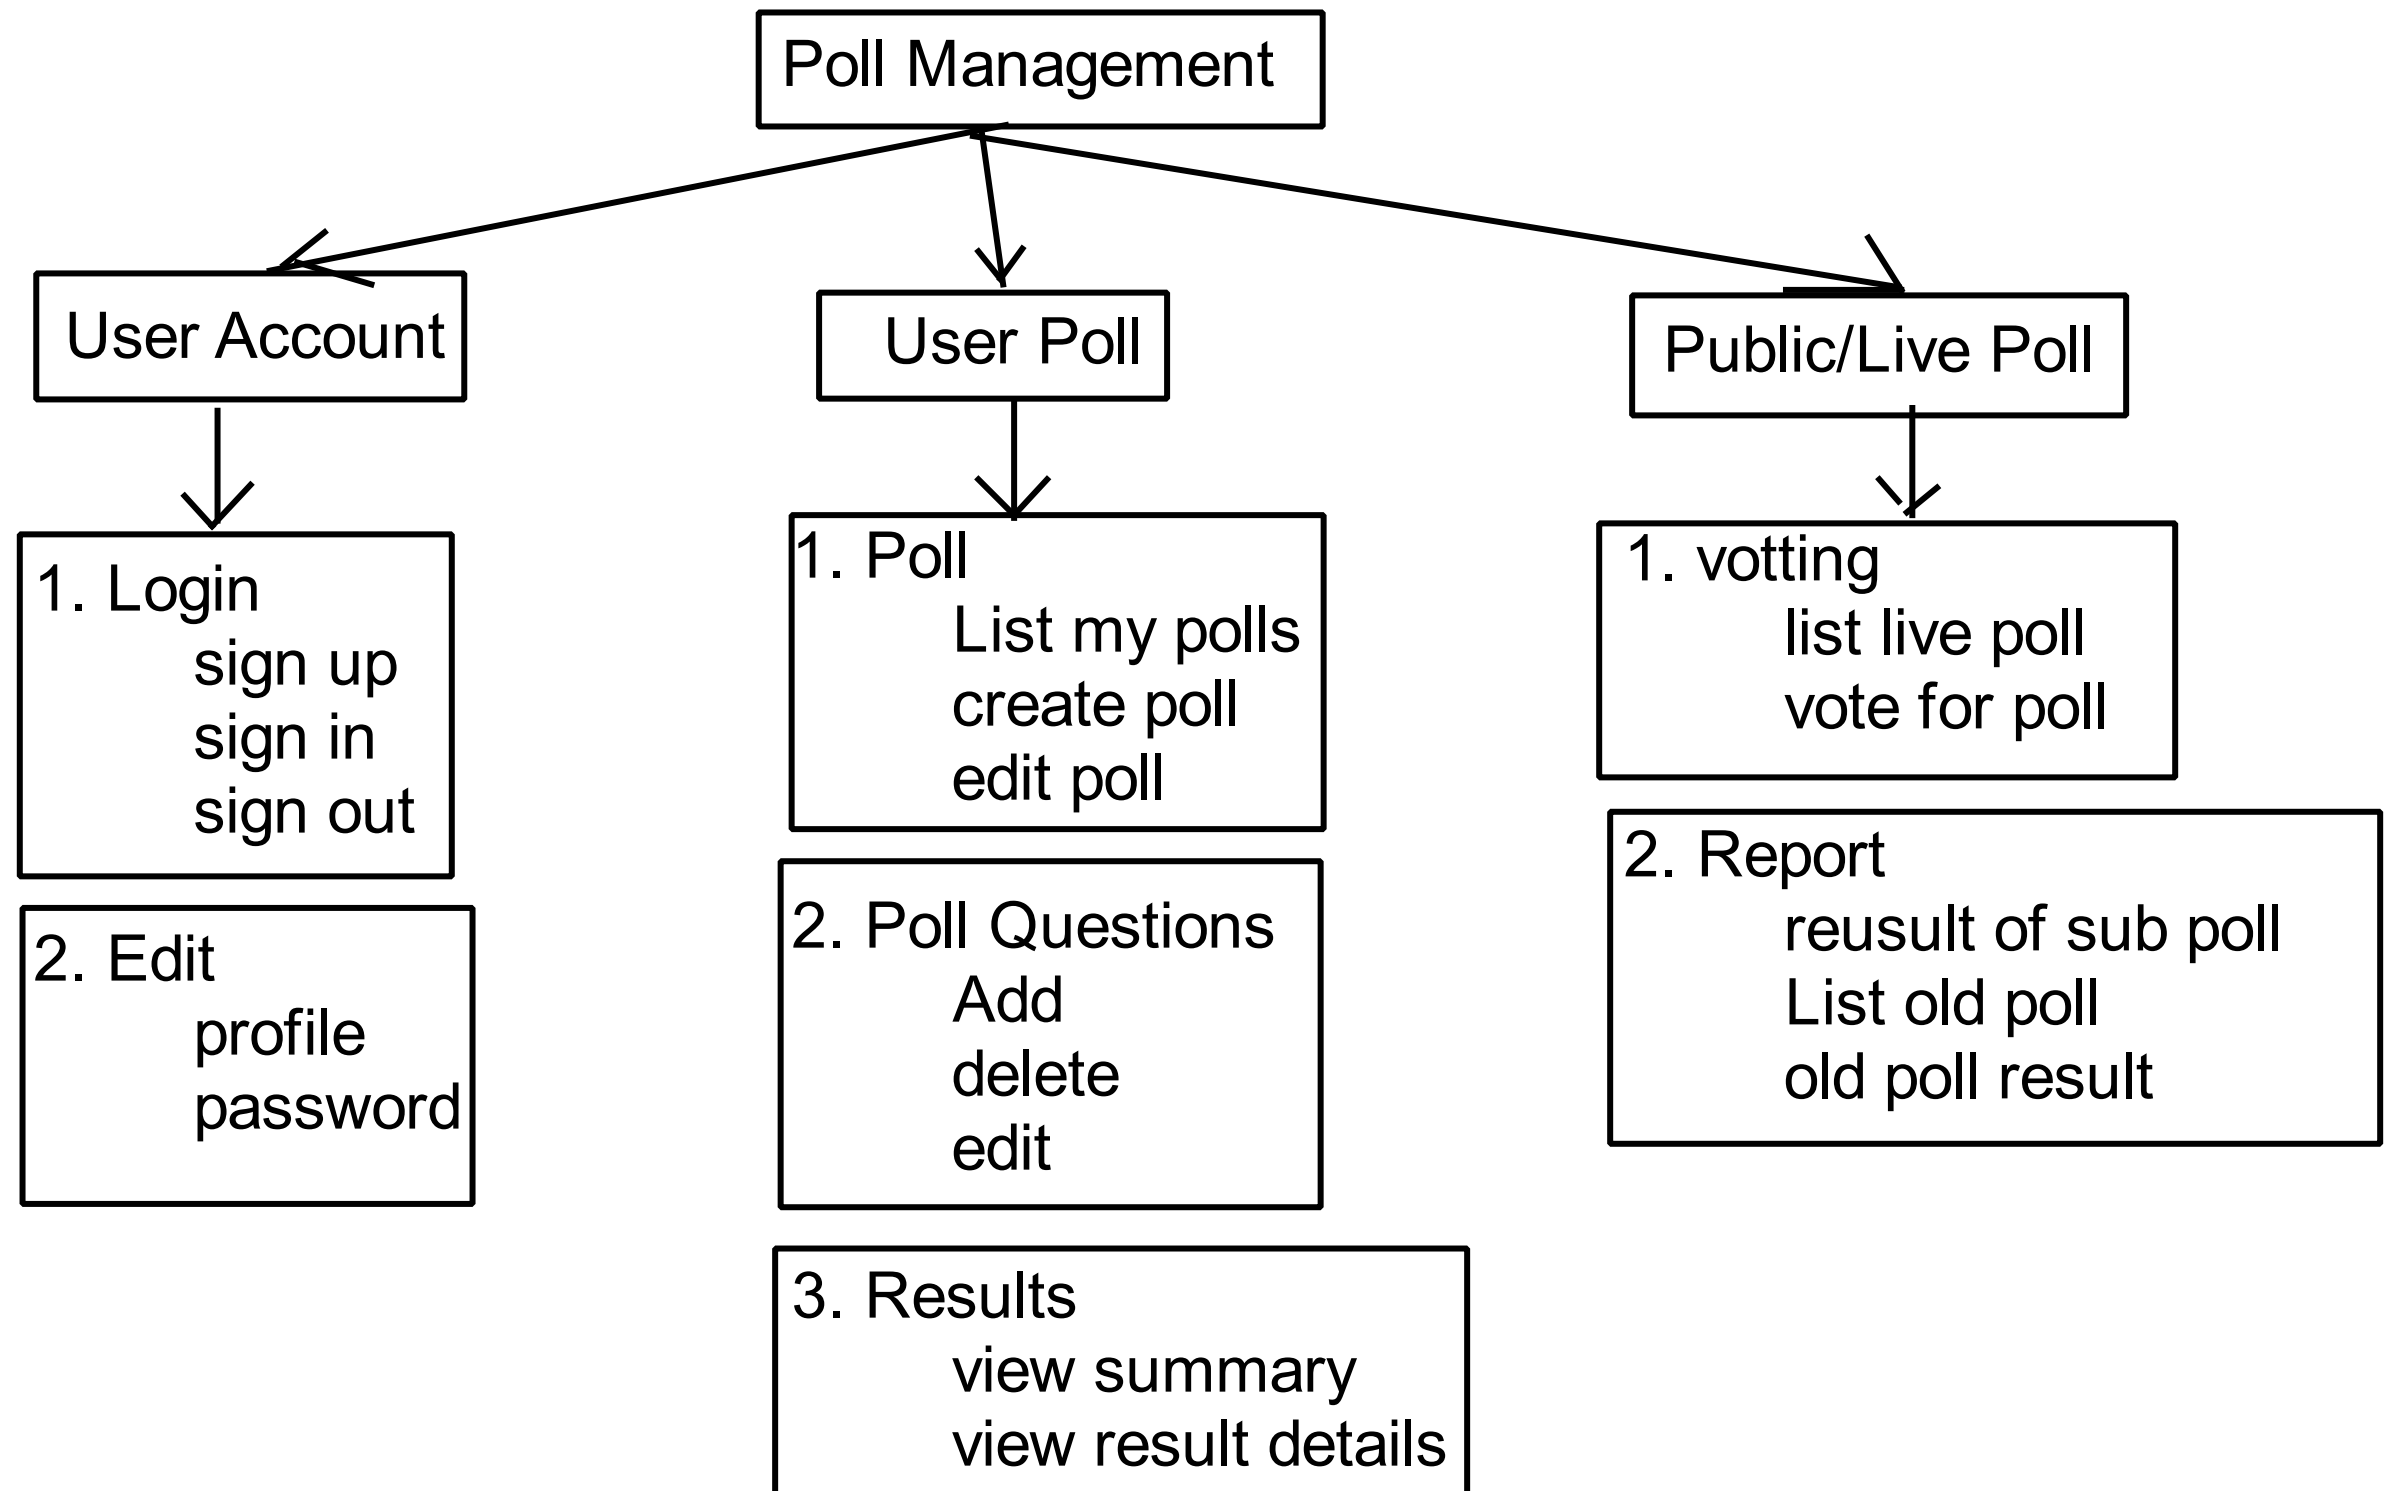 Poll Management
User Account
User Poll
Public/Live Poll
1. Login
sign up
sign in
sign out
2. Edit
profile
password
1. Poll
List my polls
create poll
edit poll
2. Poll Questions
Add
delete
edit
3. Results
view summary
view result details
1. votting
list live poll
vote for poll
2. Report
reusult of sub poll
List old poll
old poll result